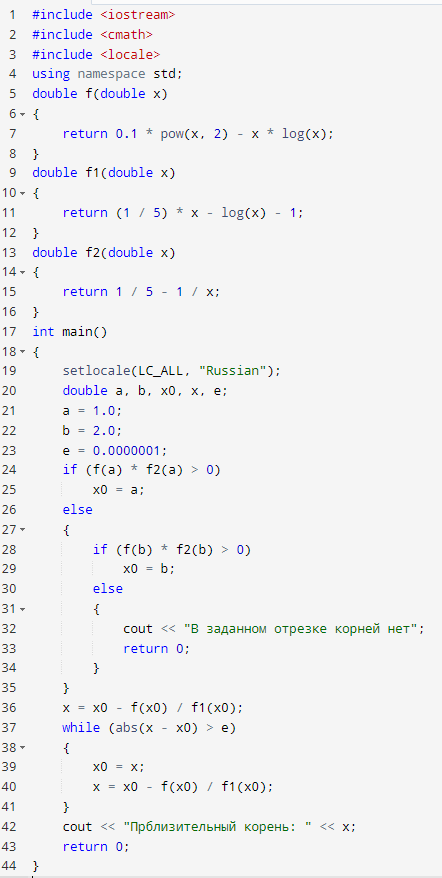 1 #include <iostream>
2 #include <cmath>
3 #include <locale>
4 using namespace std;
5 double f(double x)
6 {
7     return 0.1 * pow(x, 2) - x * log(x);
8 }
9 double f1(double x)
10 {
11     return (1 / 5) * x - log(x) - 1;
12 }
13 double f2(double x)
14 {
15     return 1 / 5 - 1 / x;
16 }
17 int main()
18 {
19     setlocale(LC_ALL, "Russian");
20     double a, b, x0, x, e;
21     a = 1.0;
22     b = 2.0;
23     e = 0.0000001;
24     if (f(a) * f2(a) > 0)
25         x0 = a;
26     else
27     {
28         if (f(b) * f2(b) > 0)
29             x0 = b;
30         else
31         {
32             cout << "В заданном отрезке корней нет";
33             return 0;
34         }
35     }
36     x = x0 - f(x0) / f1(x0);
37     while (abs(x - x0) > e)
38     {
39         x0 = x;
40         x = x0 - f(x0) / f1(x0);
41     }
42     cout << "Прблизительный корень: " << x;
43     return 0;
44 }